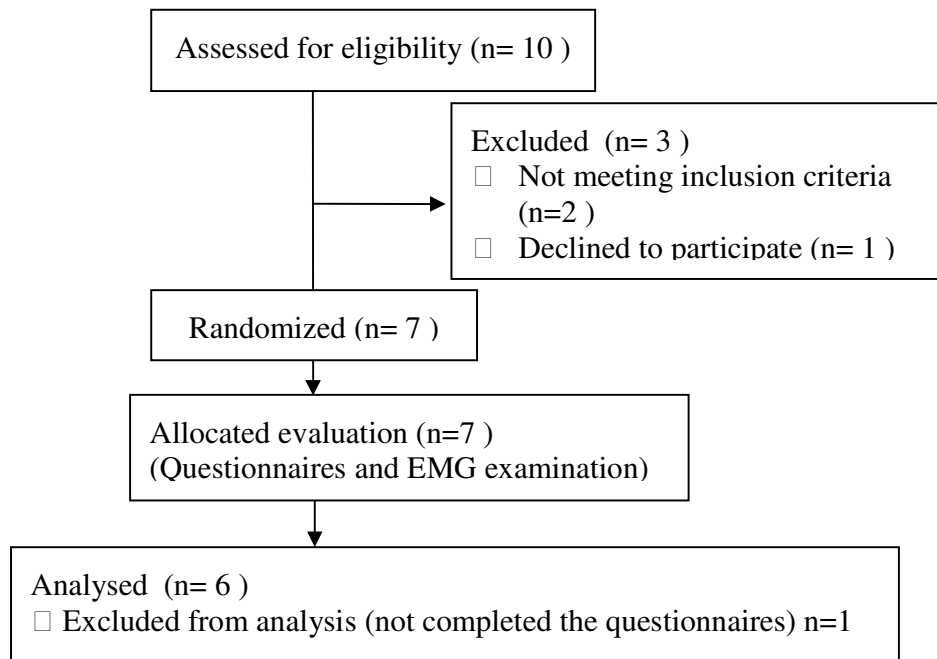 Assessed for eligibility (n= 10 )
Excluded  (n= 3 )
□ Not meeting inclusion criteria
(n=2 )
□ Declined to participate (n= 1 )
Randomized (n= 7 )
Allocated evaluation (n=7 )
(Questionnaires and EMG examination)
Analysed  (n= 6 )
□ Excluded from analysis (not completed the questionnaires) n=1